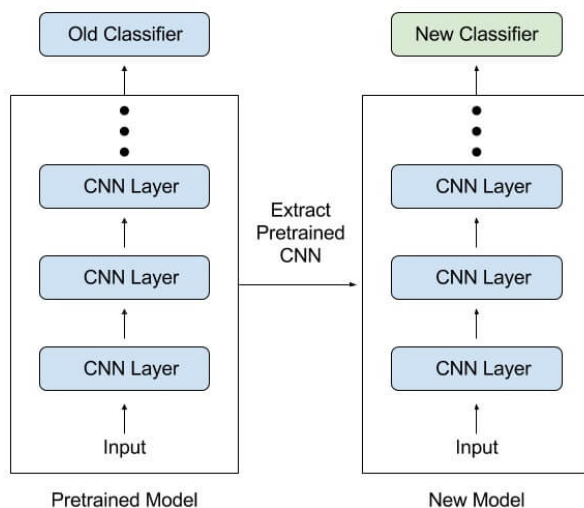 Old Classifier
CNN Layer
CNN Layer
CNN Layer
Input
Pretrained Model
Extract
Pretrained
CNN
New Classifier
CNN Layer
CNN Layer
CNN Layer
Input
New Model